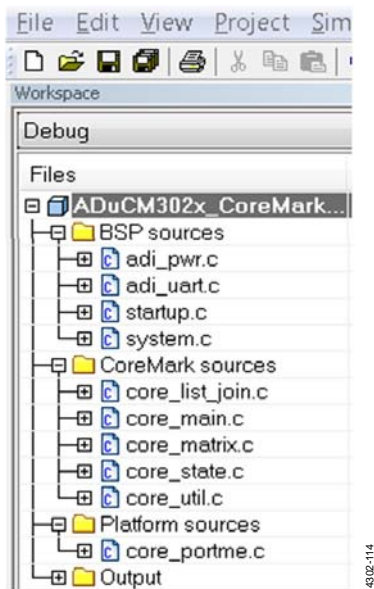 File Edit View Project Sim
Workspace
Debug
Files
ADuCM302x_CoreMark...
BSP sources
adi_pwr.c
adi_uart.c
startup.c
system.c
CoreMark sources
core_list_join.c
core_main.c
core_matrix.c
core_state.c
core_util.c
Platform sources
core_portme.c
Output
4302-114